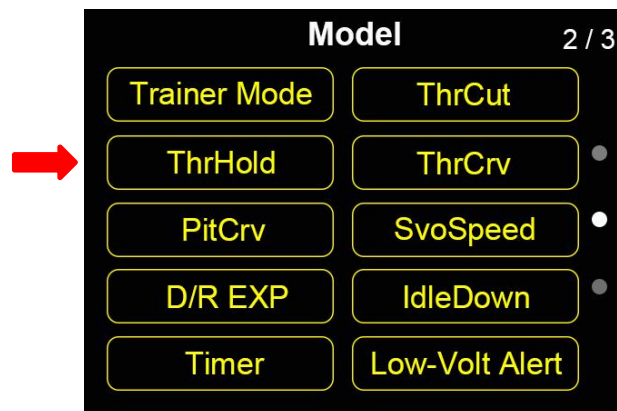 Model 2 / 3
Trainer Mode ThrCut
ThrHold ThrCrv
PitCrv SvoSpeed
D/R EXP IdleDown
Timer Low-Volt Alert